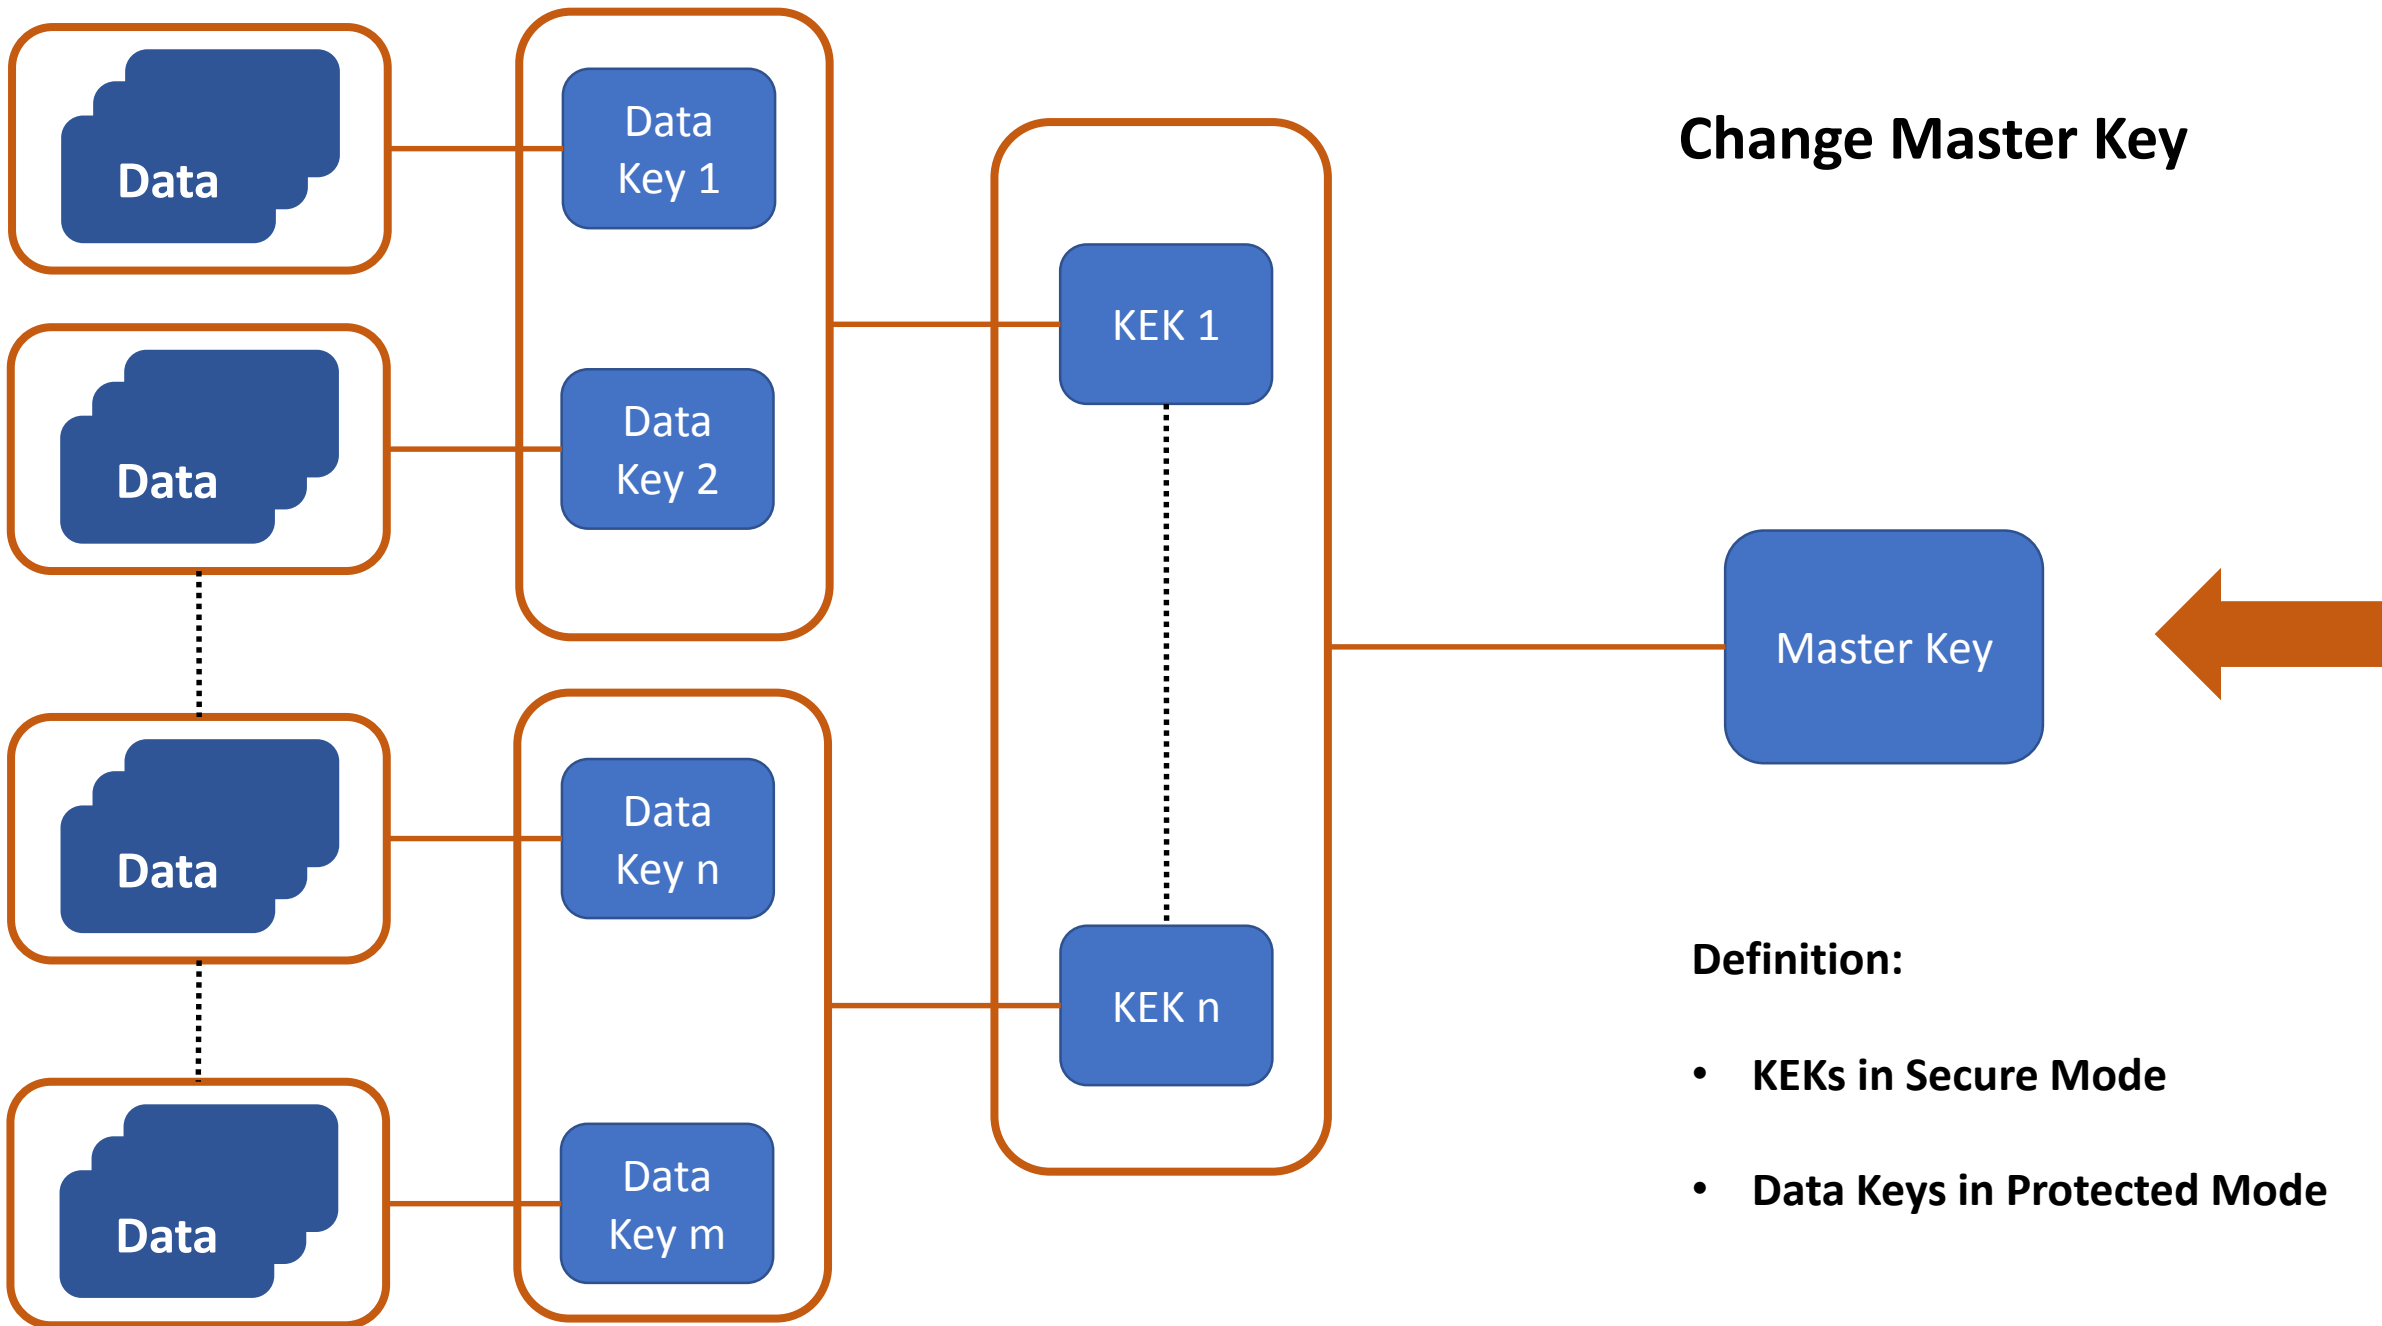 Change Master Key
Data
Data
Key 1
Data
Data
Key 2
KEK 1
Master Key
Data
Data
Key n
KEK n
Data
Data
Key m
Definition:
• KEKs in Secure Mode
• Data Keys in Protected Mode